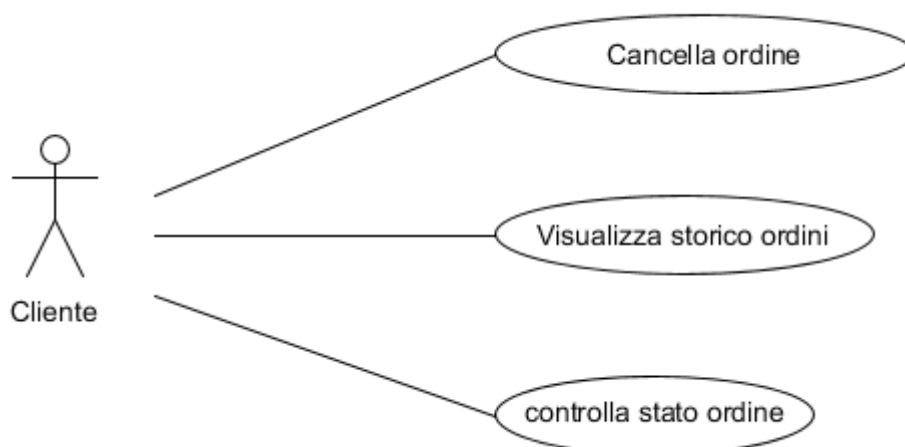 Cancella ordine
Visualizza storico ordini
Cliente
controlla stato ordine